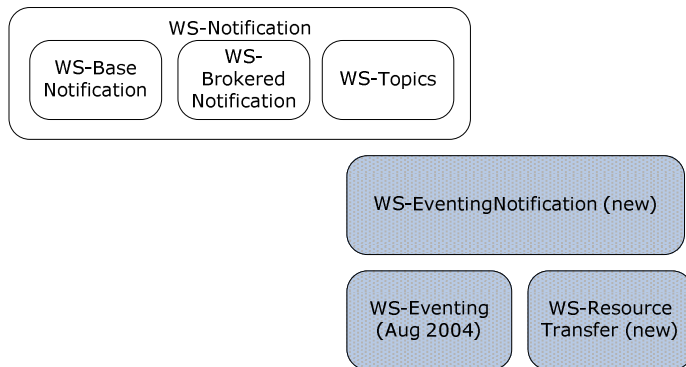 WS-Notification
WS-Base
Notification
WS-
Brokered
Notification
WS-Topics
WS-EventingNotification (new)
WS-Eventing
(Aug 2004)
WS-Resource
Transfer (new)